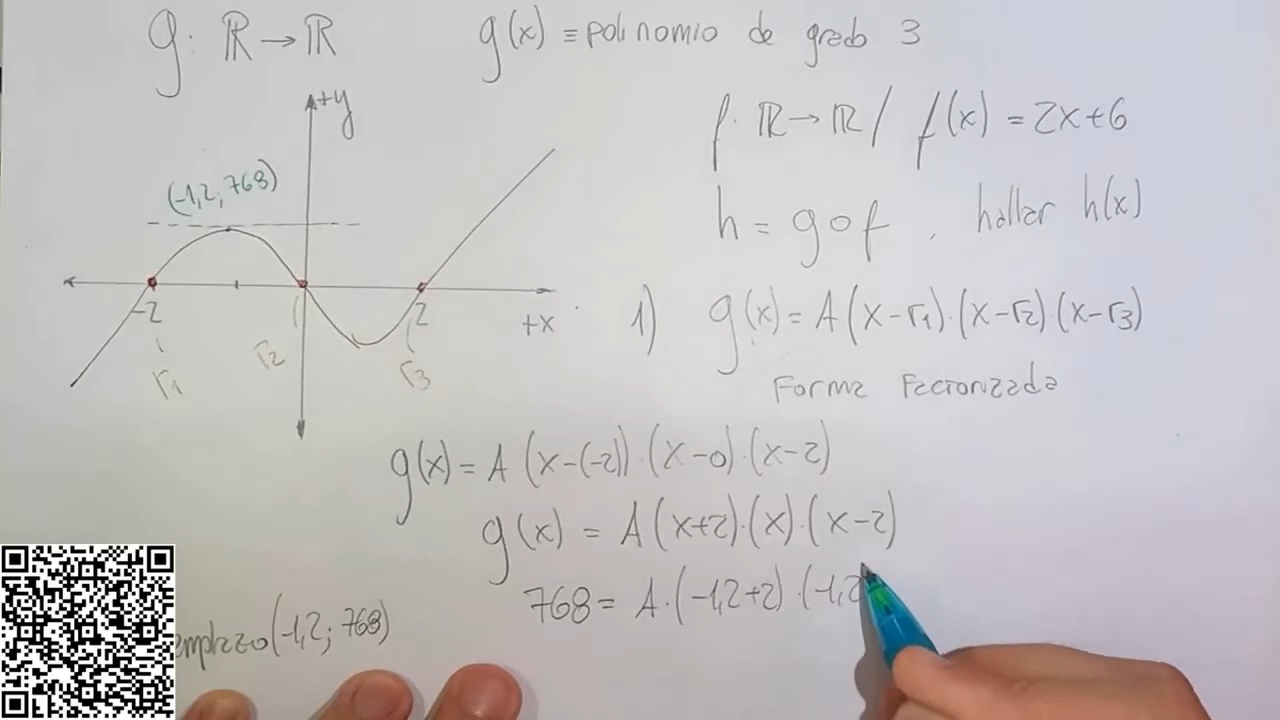 g: ℝ → ℝ
g(x) ≡ polinomio de grado 3
+y
f: ℝ → ℝ / f(x) = 2x+6
(-1,2; 768)
h = g o f , hallar h(x)
-2
2
+x
r1
r2
r3
1) g(x) = A(x-r1)·(x-r2)·(x-r3)
Forma Factorizada
g(x) = A (x-(-2))·(x-0)·(x-2)
g(x) = A(x+2)·(x)·(x-2)
768 = A·(-1,2+2)·(-1,2
emplazo (-1,2; 768)